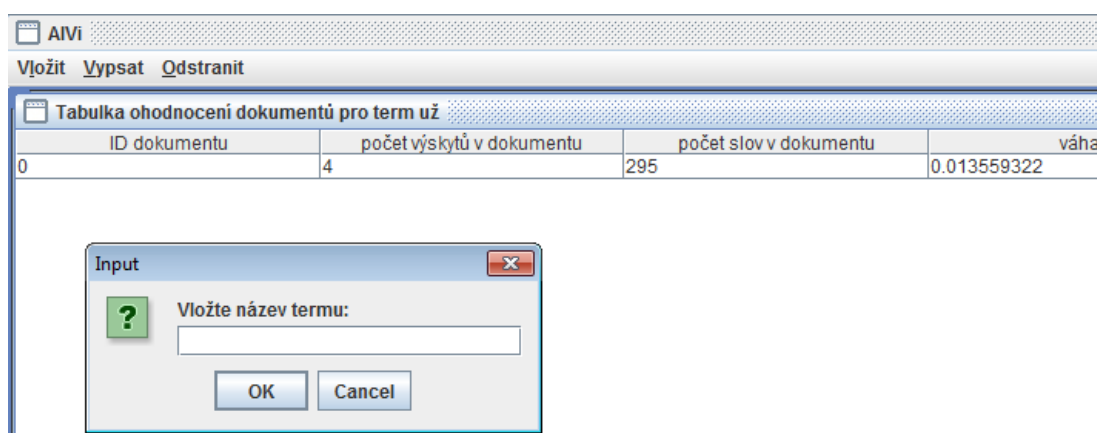 AIVi
Vložit Vypsat Odstranit
Tabulka ohodnocení dokumentů pro term už
ID dokumentu počet výskytů v dokumentu počet slov v dokumentu váha
0 4 295 0.013559322
Input
Vložte název termu:
OK Cancel